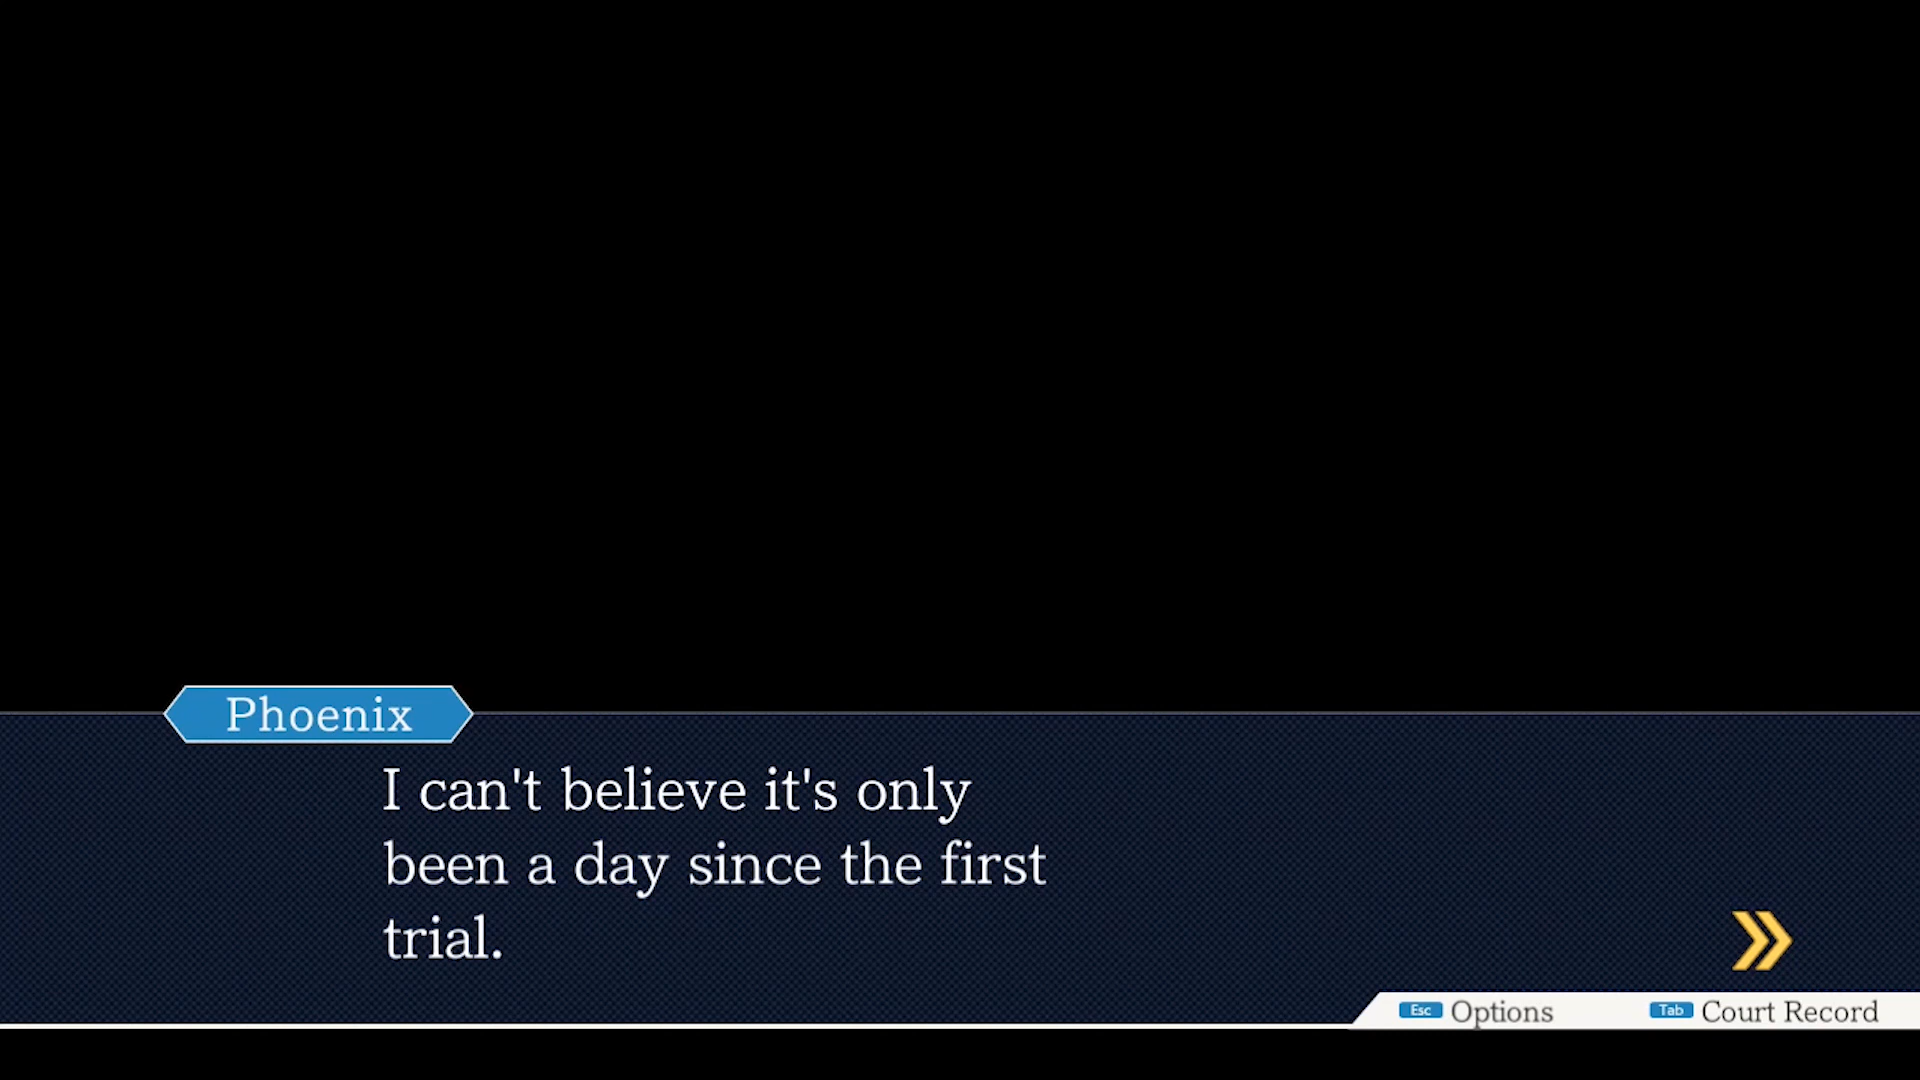 Phoenix
I can't believe it's only
been a day since the first
trial.
Esc Options Tab Court Record